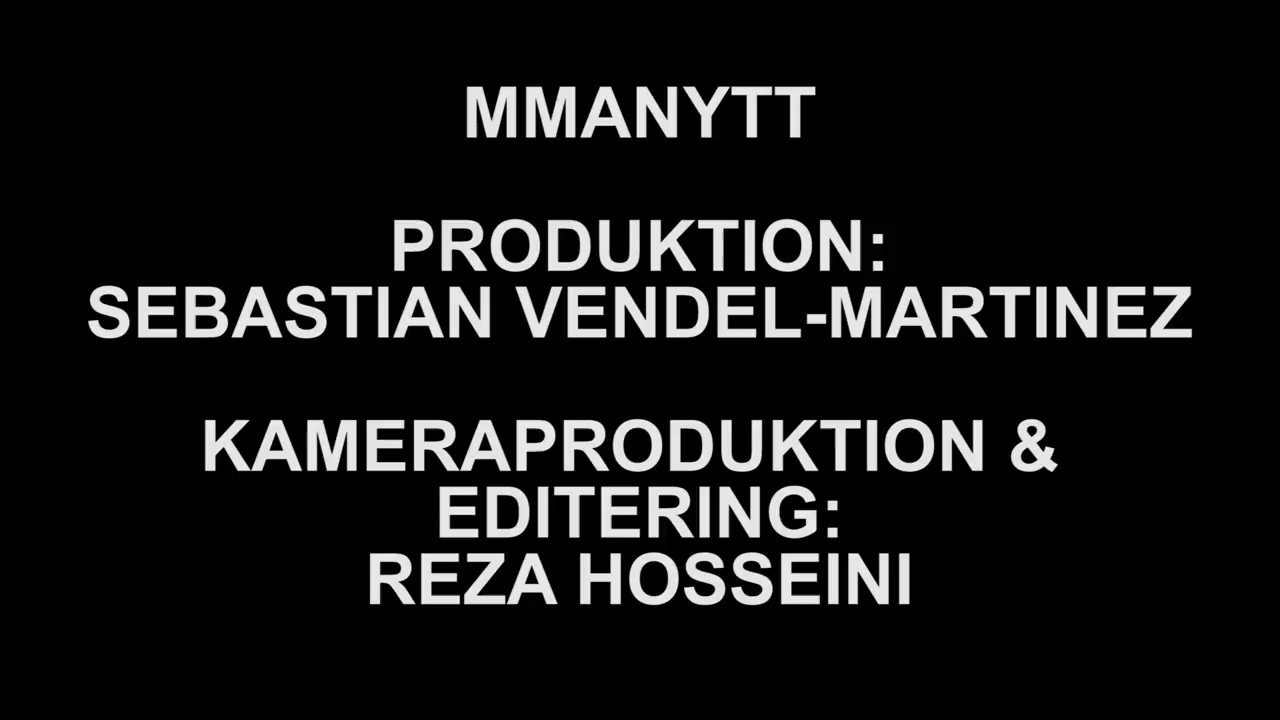 MMANYTT
PRODUKTION:
SEBASTIAN VENDEL-MARTINEZ
KAMERAPRODUKTION &
EDITERING:
REZA HOSSEINI